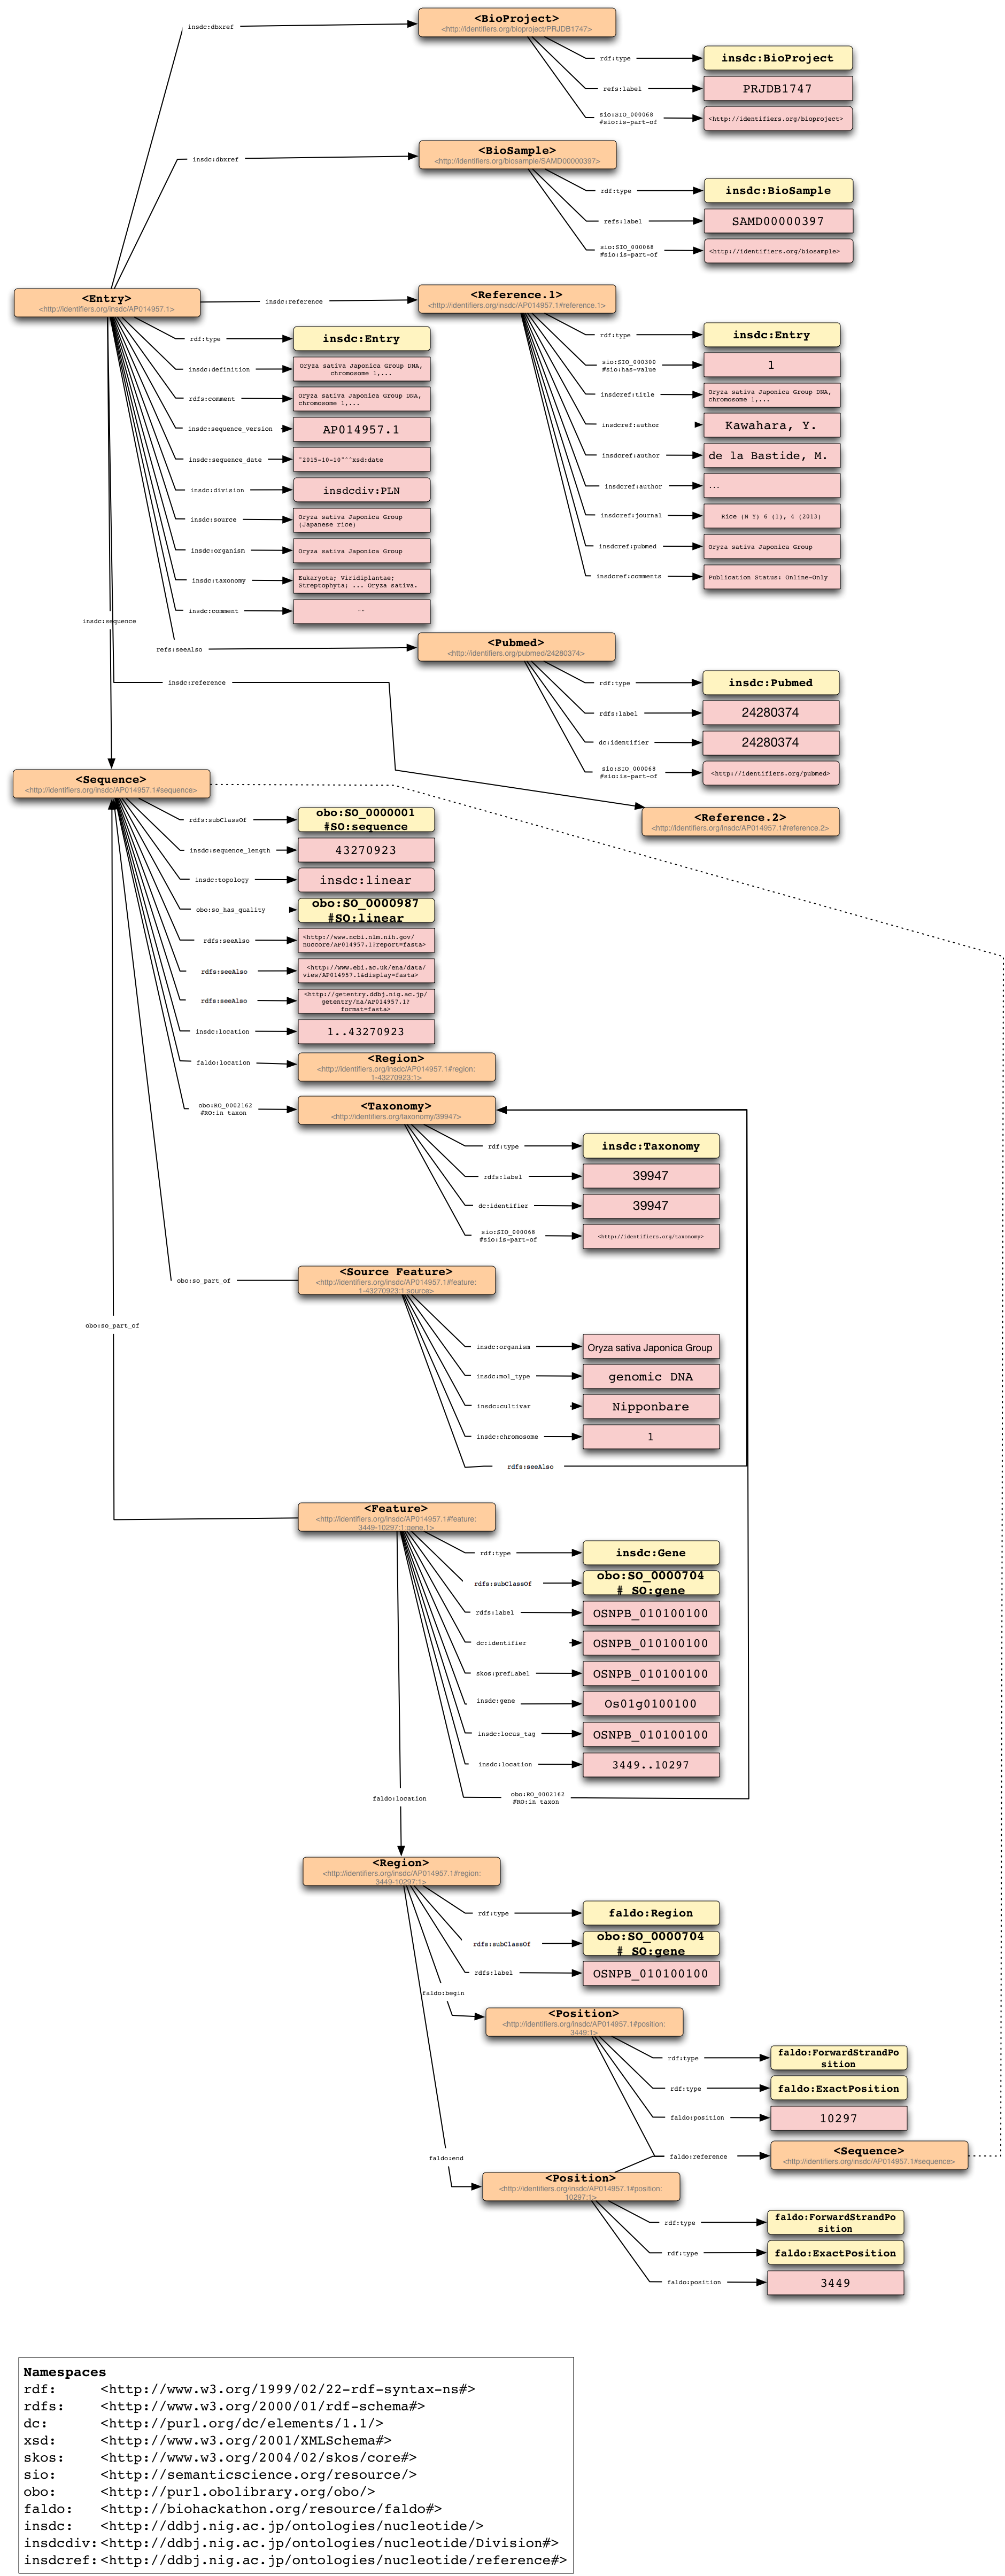 <BioProject>
<http://identifiers.org/bioproject/PRJDB1747>
insdc:dbxref
rdf:type
insdc:BioProject
refs:label
PRJDB1747
sio:SIO_000068
#sio:is-part-of
<http://identifiers.org/bioproject>
<BioSample>
<http://identifiers.org/biosample/SAMD00000397>
insdc:dbxref
rdf:type
insdc:BioSample
refs:label
SAMD00000397
sio:SIO_000068
#sio:is-part-of
<http://identifiers.org/biosample>
<Entry>
<http://identifiers.org/insdc/AP014957.1>
insdc:reference
<Reference.1>
<http://identifiers.org/insdc/AP014957.1#reference.1>
rdf:type
insdc:Entry
insdc:definition
Oryza sativa Japonica Group DNA,
chromosome 1,...
rdfs:comment
Oryza sativa Japonica Group DNA,
chromosome 1,...
insdc:sequence_version
AP014957.1
insdc:sequence_date
"2015-10-10"^^xsd:date
insdc:division
insdcdiv:PLN
insdc:source
Oryza sativa Japonica Group
(Japanese rice)
insdc:organism
Oryza sativa Japonica Group
insdc:taxonomy
Eukaryota; Viridiplantae;
Streptophyta; ... Oryza sativa.
insdc:comment
""
rdf:type
insdc:Entry
sio:SIO_000300
#sio:has-value
1
insdcref:title
Oryza sativa Japonica Group DNA,
chromosome 1,...
insdcref:author
Kawahara, Y.
insdcref:author
de la Bastide, M.
insdcref:author
...
insdcref:journal
Rice (N Y) 6 (1), 4 (2013)
insdcref:pubmed
Oryza sativa Japonica Group
insdcref:comments
Publication Status: Online-Only
insdc:sequence
refs:seeAlso
<Pubmed>
<http://identifiers.org/pubmed/24280374>
insdc:reference
rdf:type
insdc:Pubmed
rdfs:label
24280374
dc:identifier
24280374
sio:SIO_000068
#sio:is-part-of
<http://identifiers.org/pubmed>
<Sequence>
<http://identifiers.org/insdc/AP014957.1#sequence>
<Reference.2>
<http://identifiers.org/insdc/AP014957.1#reference.2>
rdfs:subClassOf
obo:SO_0000001
#SO:sequence
insdc:sequence_length
43270923
insdc:topology
insdc:linear
obo:so_has_quality
obo:SO_0000987
#SO:linear
rdfs:seeAlso
<http://www.ncbi.nlm.nih.gov/
nuccore/AP014957.1?report=fasta>
rdfs:seeAlso
<http://www.ebi.ac.uk/ena/data/
view/AP014957.1&display=fasta>
rdfs:seeAlso
<http://getentry.ddbj.nig.ac.jp/
getentry/na/AP014957.1?
format=fasta>
insdc:location
1..43270923
faldo:location
<Region>
<http://identifiers.org/insdc/AP014957.1#region:
1-43270923:1>
obo:RO_0002162
#RO:in taxon
<Taxonomy>
<http://identifiers.org/taxonomy/39947>
rdf:type
insdc:Taxonomy
rdfs:label
39947
dc:identifier
39947
sio:SIO_000068
#sio:is-part-of
<http://identifiers.org/taxonomy>
obo:so_part_of
<Source Feature>
<http://identifiers.org/insdc/AP014957.1#feature:
1-43270923:1:source>
obo:so_part_of
insdc:organism
Oryza sativa Japonica Group
insdc:mol_type
genomic DNA
insdc:cultivar
Nipponbare
insdc:chromosome
1
rdfs:seeAlso
<Feature>
<http://identifiers.org/insdc/AP014957.1#feature:
3449-10297:1:gene.1>
rdf:type
insdc:Gene
rdfs:subClassOf
obo:SO_0000704
# SO:gene
rdfs:label
OSNPB_010100100
dc:identifier
OSNPB_010100100
skos:prefLabel
OSNPB_010100100
insdc:gene
Os01g0100100
insdc:locus_tag
OSNPB_010100100
insdc:location
3449..10297
faldo:location
obo:RO_0002162
#RO:in taxon
<Region>
<http://identifiers.org/insdc/AP014957.1#region:
3449-10297:1>
rdf:type
faldo:Region
rdfs:subClassOf
obo:SO_0000704
# SO:gene
rdfs:label
OSNPB_010100100
faldo:begin
<Position>
<http://identifiers.org/insdc/AP014957.1#position:
3449:1>
rdf:type
faldo:ForwardStrandPo
sition
rdf:type
faldo:ExactPosition
faldo:position
10297
faldo:reference
<Sequence>
<http://identifiers.org/insdc/AP014957.1#sequence>
faldo:end
<Position>
<http://identifiers.org/insdc/AP014957.1#position:
10297:1>
rdf:type
faldo:ForwardStrandPo
sition
rdf:type
faldo:ExactPosition
faldo:position
3449
Namespaces
rdf: <http://www.w3.org/1999/02/22-rdf-syntax-ns#>
rdfs: <http://www.w3.org/2000/01/rdf-schema#>
dc: <http://purl.org/dc/elements/1.1/>
xsd: <http://www.w3.org/2001/XMLSchema#>
skos: <http://www.w3.org/2004/02/skos/core#>
sio: <http://semanticscience.org/resource/>
obo: <http://purl.obolibrary.org/obo/>
faldo: <http://biohackathon.org/resource/faldo#>
insdc: <http://ddbj.nig.ac.jp/ontologies/nucleotide/>
insdcdiv:<http://ddbj.nig.ac.jp/ontologies/nucleotide/Division#>
insdcref:<http://ddbj.nig.ac.jp/ontologies/nucleotide/reference#>